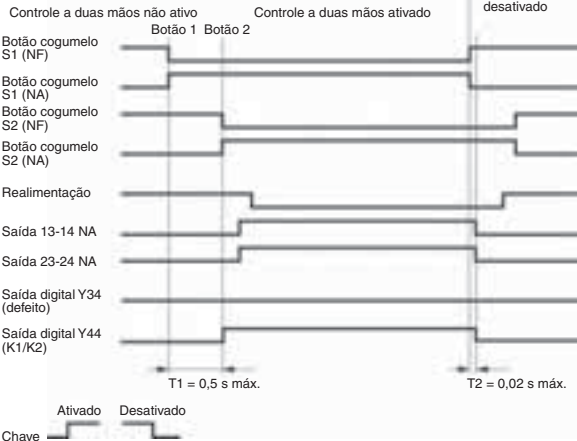 Controle a duas mãos não ativo
Controle a duas mãos ativado
desativado
Botão 1 Botão 2
Botão cogumelo
S1 (NF)
Botão cogumelo
S1 (NA)
Botão cogumelo
S2 (NF)
Botão cogumelo
S2 (NA)
Realimentação
Saída 13-14 NA
Saída 23-24 NA
Saída digital Y34
(defeito)
Saída digital Y44
(K1/K2)
T1 = 0,5 s máx.
T2 = 0,02 s máx.
Ativado Desativado
Chave